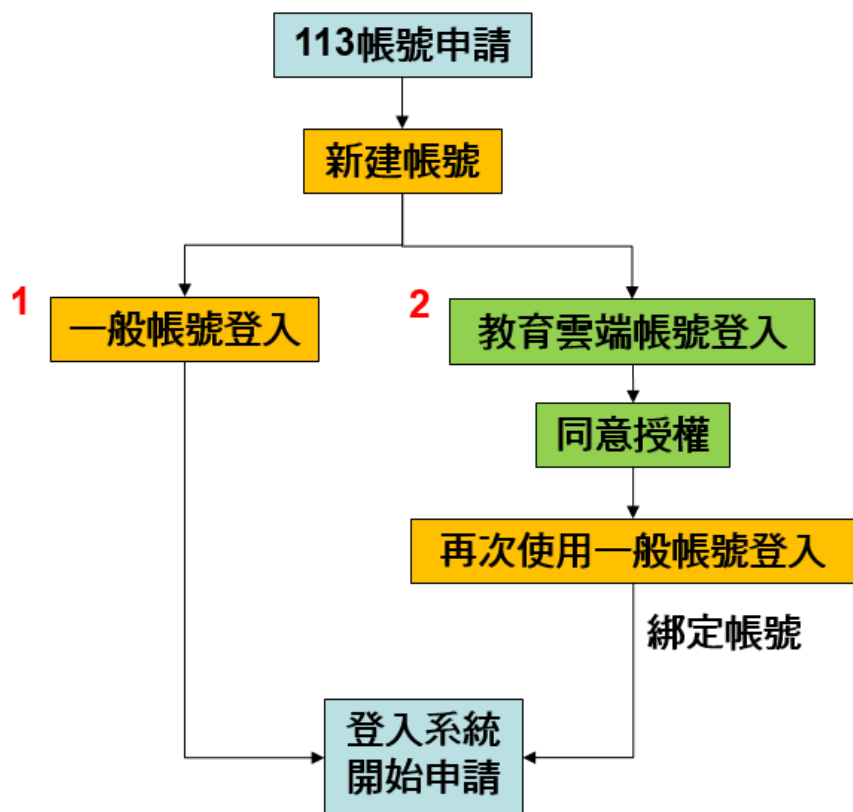 113帳號申請
新建帳號
1
一般帳號登入
2
教育雲端帳號登入
同意授權
再次使用一般帳號登入
綁定帳號
登入系統
開始申請